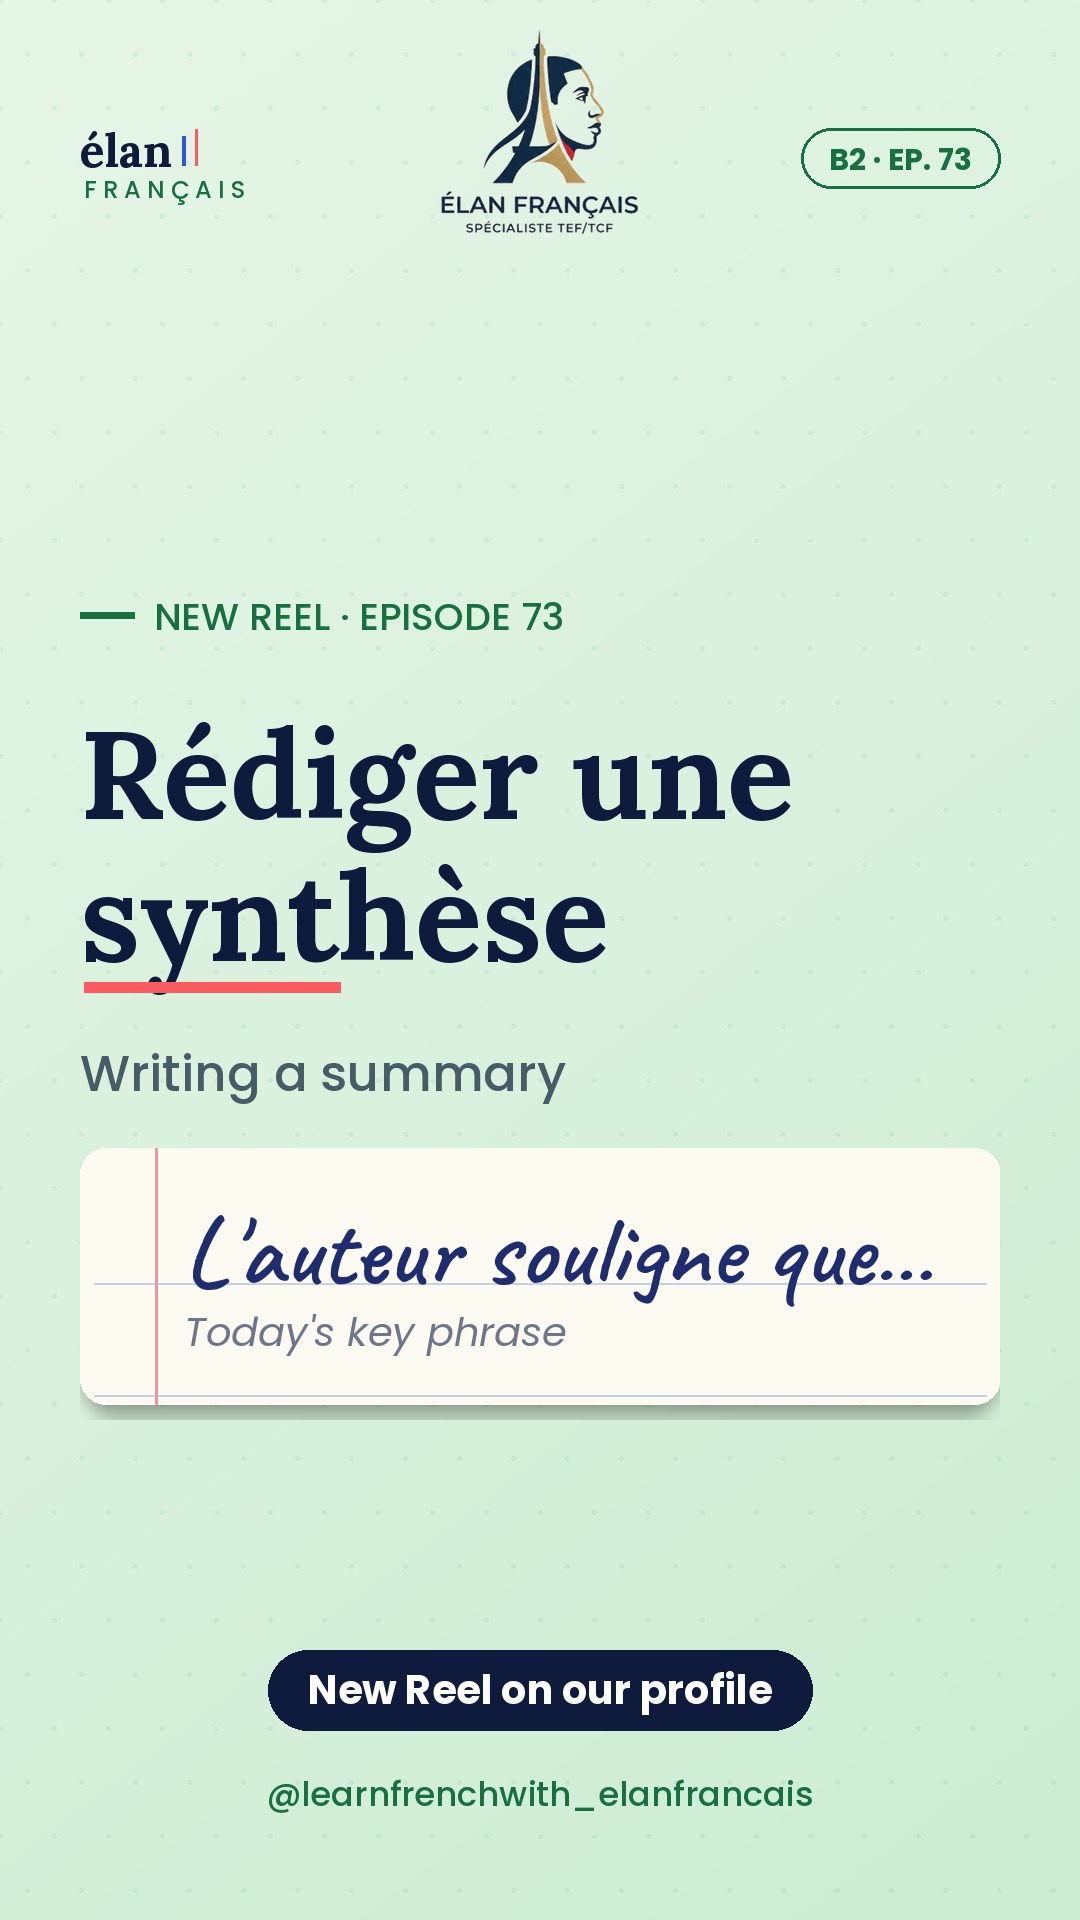 élan
FRANÇAIS
ÉLAN FRANÇAIS
SPÉCIALISTE TEF/TCF
B2 · EP. 73
NEW REEL · EPISODE 73
Rédiger une
synthèse
Writing a summary
L'auteur souligne que...
Today's key phrase
New Reel on our profile
@learnfrenchwith_elanfrancais